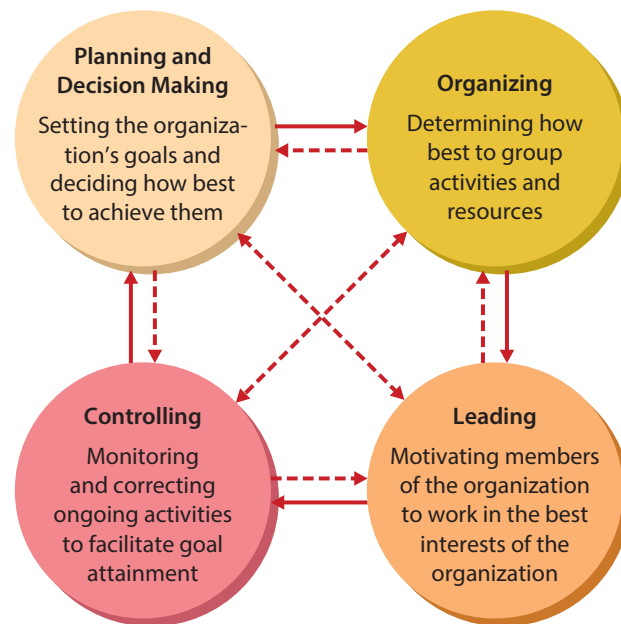 Planning and
Decision Making
Setting the organiza-
tion’s goals and
deciding how best
to achieve them
Organizing
Determining how
best to group
activities and
resources
Controlling
Monitoring
and correcting
ongoing activities
to facilitate goal
attainment
Leading
Motivating members
of the organization
to work in the best
interests of the
organization